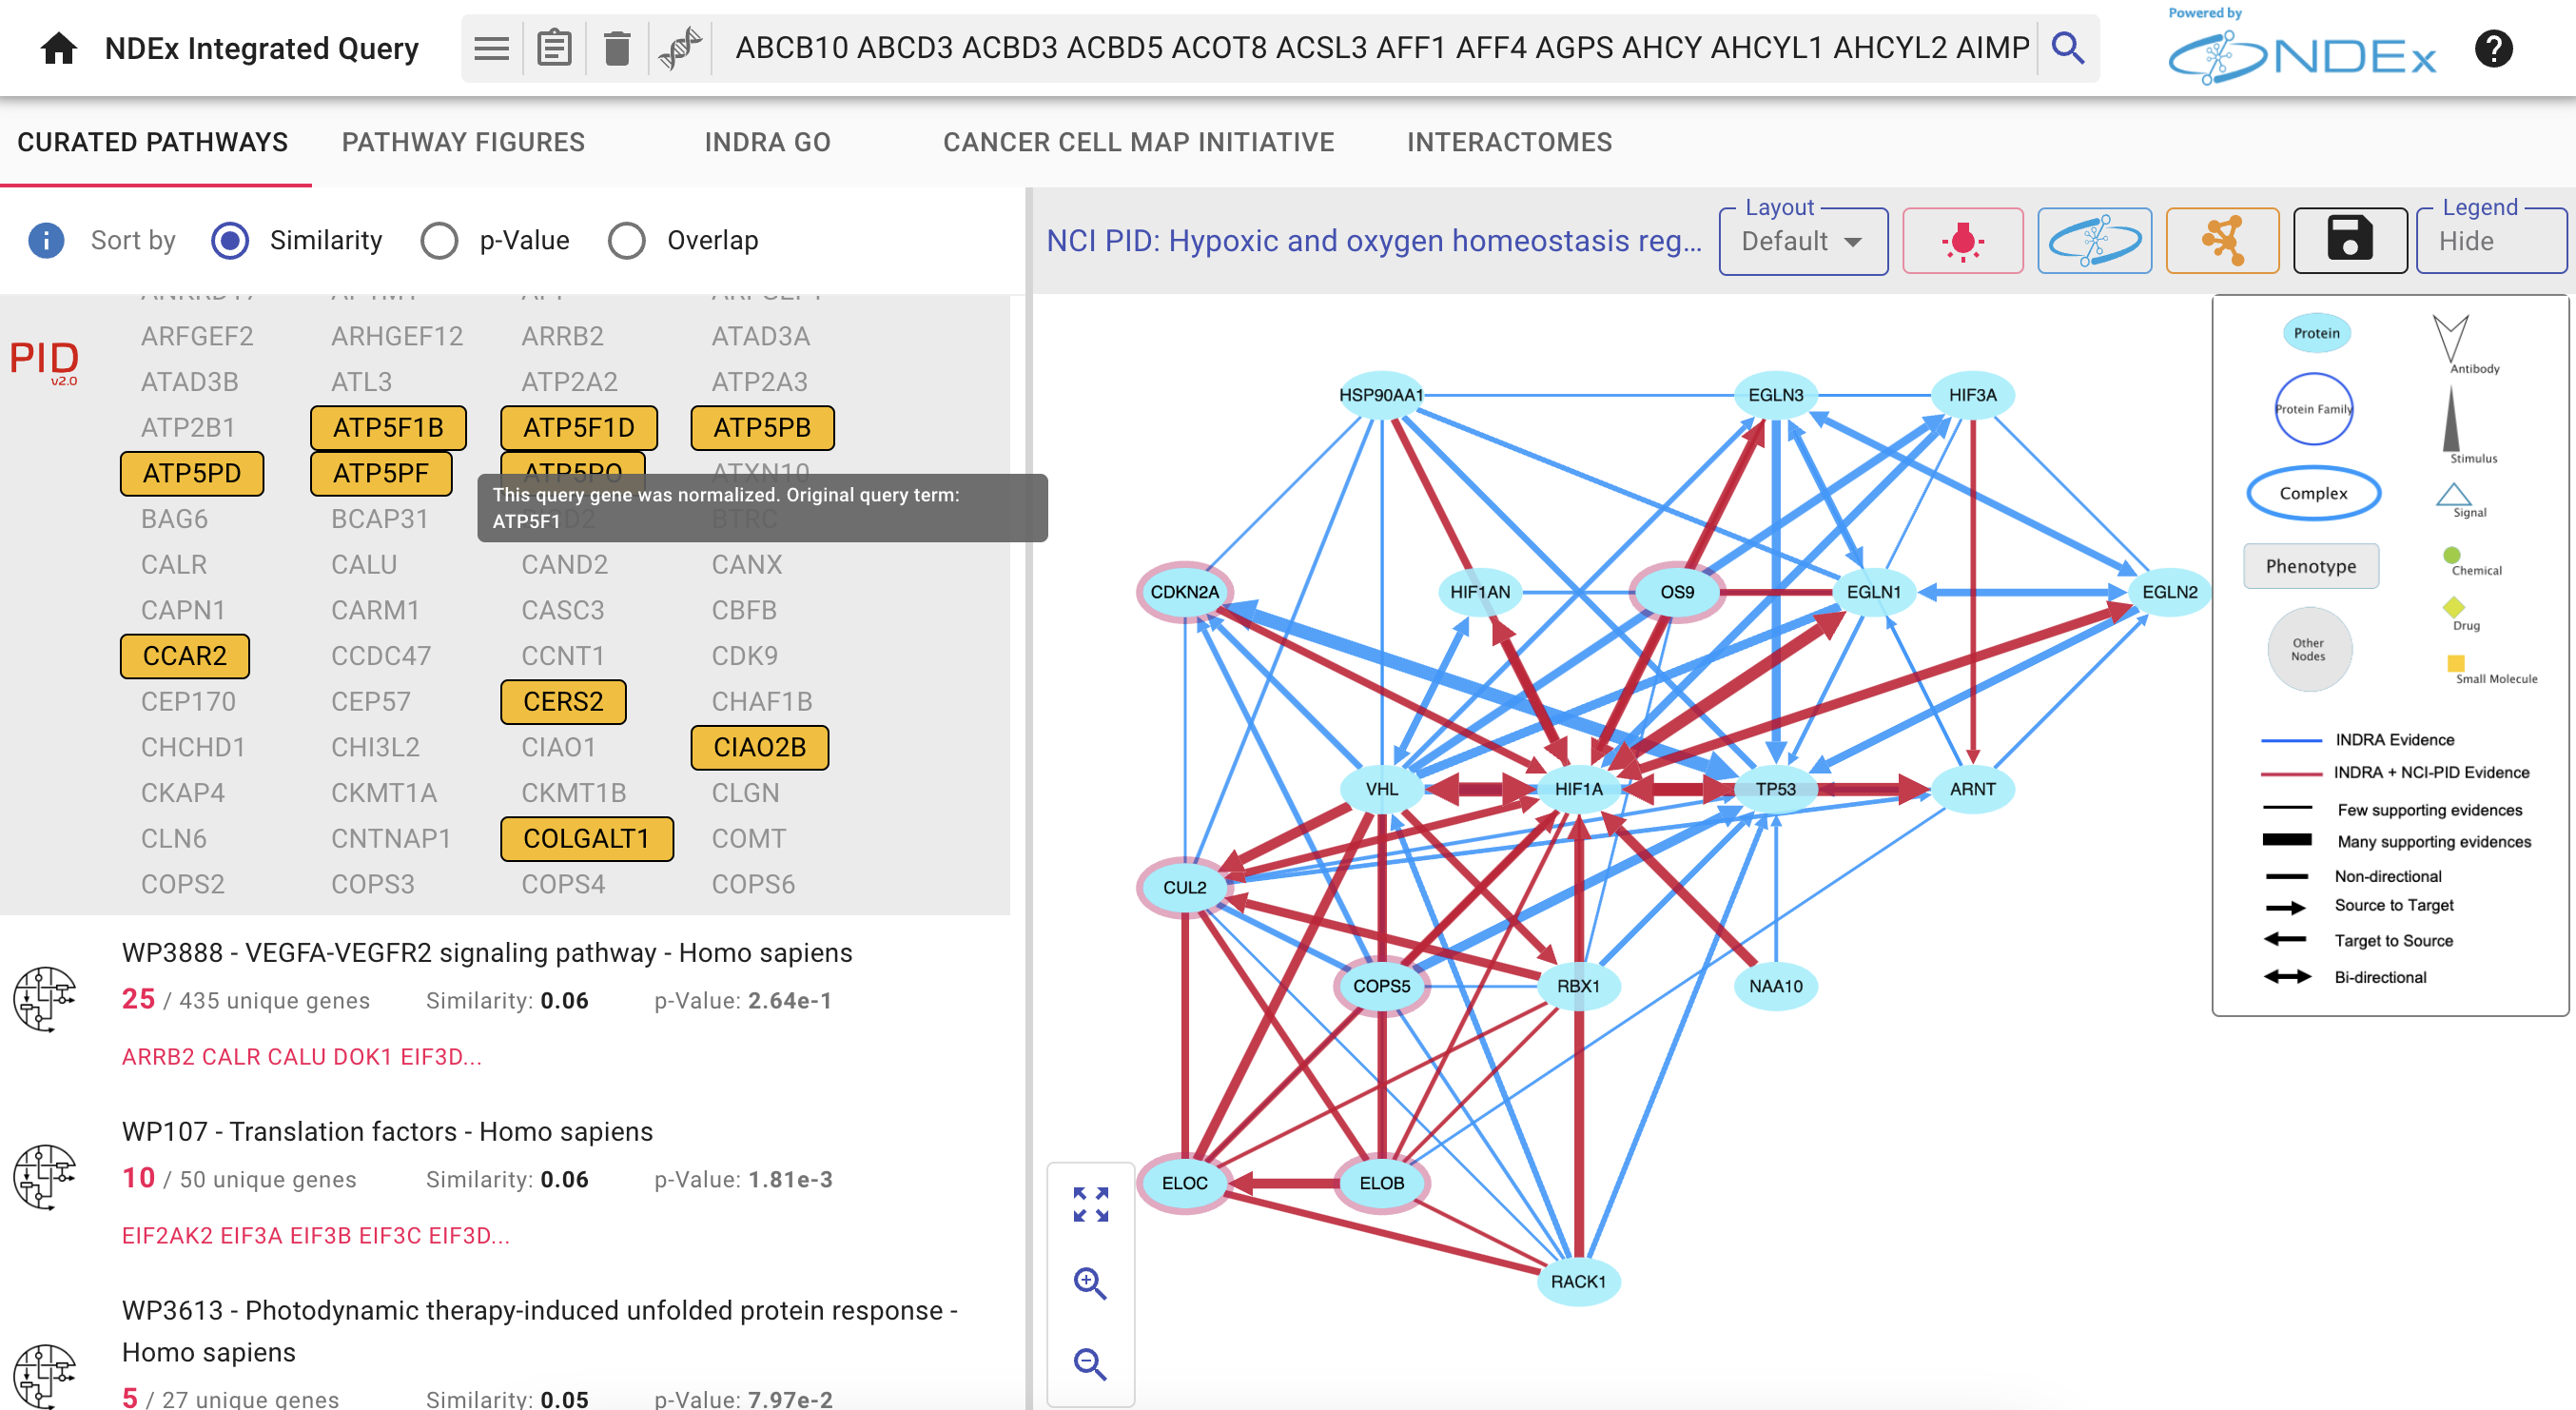 Powered by
NDEx Integrated Query
ABCB10 ABCD3 ACBD3 ACBD5 ACOT8 ACSL3 AFF1 AFF4 AGPS AHCY AHCYL1 AHCYL2 AIMP
NDEx
?
CURATED PATHWAYS
PATHWAY FIGURES
INDRA GO
CANCER CELL MAP INITIATIVE
INTERACTOMES
Sort by
Similarity
p-Value
Overlap
NCI PID: Hypoxic and oxygen homeostasis reg...
Layout
Default
Legend
Hide
PID
v2.0
ARFGEF2 ARHGEF12 ARRB2 ATAD3A
ATAD3B ATL3 ATP2A2 ATP2A3
ATP2B1 ATP5F1B ATP5F1D ATP5PB
ATP5PD ATP5PF ATP5PO ATXN10
This query gene was normalized. Original query term:
ATP5F1
BAG6 BCAP31 BTRC
CALR CALU CAND2 CANX
CAPN1 CARM1 CASC3 CBFB
CCAR2 CCDC47 CCNT1 CDK9
CEP170 CEP57 CERS2 CHAF1B
CHCHD1 CHI3L2 CIAO1 CIAO2B
CKAP4 CKMT1A CKMT1B CLGN
CLN6 CNTNAP1 COLGALT1 COMT
COPS2 COPS3 COPS4 COPS6
WP3888 - VEGFA-VEGFR2 signaling pathway - Homo sapiens
25 / 435 unique genes Similarity: 0.06 p-Value: 2.64e-1
ARRB2 CALR CALU DOK1 EIF3D...
WP107 - Translation factors - Homo sapiens
10 / 50 unique genes Similarity: 0.06 p-Value: 1.81e-3
EIF2AK2 EIF3A EIF3B EIF3C EIF3D...
WP3613 - Photodynamic therapy-induced unfolded protein response -
Homo sapiens
5 / 27 unique genes Similarity: 0.05 p-Value: 7.97e-2
HSP90AA1
EGLN3
HIF3A
CDKN2A
HIF1AN
OS9
EGLN1
EGLN2
VHL
HIF1A
TP53
ARNT
CUL2
COPS5
RBX1
NAA10
ELOC
ELOB
RACK1
Protein
Antibody
Protein Family
Stimulus
Complex
Signal
Phenotype
Chemical
Other
Nodes
Drug
Small Molecule
INDRA Evidence
INDRA + NCI-PID Evidence
Few supporting evidences
Many supporting evidences
Non-directional
Source to Target
Target to Source
Bi-directional